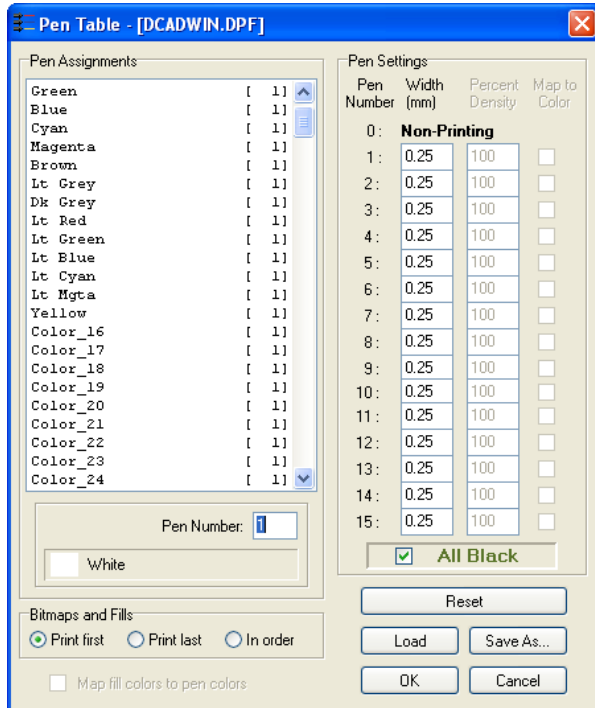 Pen Table - [DCADWIN.DPF]
Pen Assignments
Green [ 1]
Blue [ 1]
Cyan [ 1]
Magenta [ 1]
Brown [ 1]
Lt Grey [ 1]
Dk Grey [ 1]
Lt Red [ 1]
Lt Green [ 1]
Lt Blue [ 1]
Lt Cyan [ 1]
Lt Mgta [ 1]
Yellow [ 1]
Color_16 [ 1]
Color_17 [ 1]
Color_18 [ 1]
Color_19 [ 1]
Color_20 [ 1]
Color_21 [ 1]
Color_22 [ 1]
Color_23 [ 1]
Color_24 [ 1]
Pen Number: 1
White
Bitmaps and Fills
Print first Print last In order
Map fill colors to pen colors
Pen Settings
Pen Width Percent Map to
Number (mm) Density Color
0: Non-Printing
1: 0.25 100
2: 0.25 100
3: 0.25 100
4: 0.25 100
5: 0.25 100
6: 0.25 100
7: 0.25 100
8: 0.25 100
9: 0.25 100
10: 0.25 100
11: 0.25 100
12: 0.25 100
13: 0.25 100
14: 0.25 100
15: 0.25 100
All Black
Reset
Load Save As...
OK Cancel